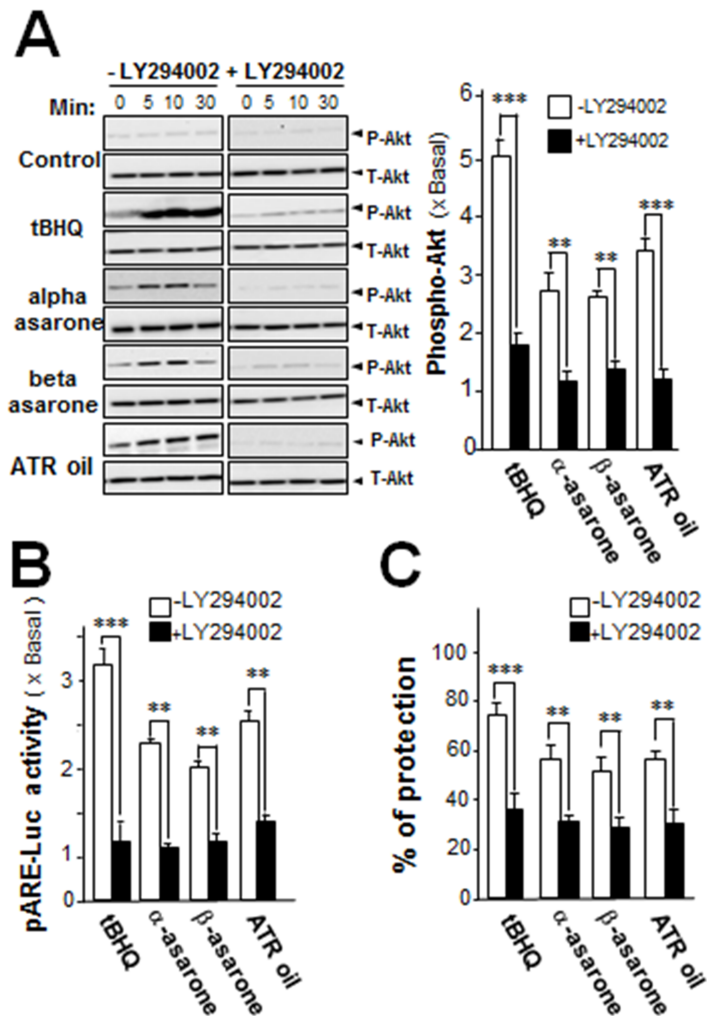 A
- LY294002 + LY294002
Min: 0 5 10 30 0 5 10 30
Control
P-Akt
T-Akt
tBHQ
P-Akt
T-Akt
alpha
asarone
P-Akt
T-Akt
beta
asarone
P-Akt
T-Akt
ATR oil
P-Akt
T-Akt
Phospho-Akt (x Basal)
6
5
4
3
2
1
0
-LY294002
+LY294002
***
**
**
***
tBHQ
α-asarone
β-asarone
ATR oil
B
pARE-Luc activity (x Basal)
3
2
1
0
-LY294002
+LY294002
***
**
**
**
tBHQ
α-asarone
β-asarone
ATR oil
C
% of protection
100
80
60
40
20
0
-LY294002
+LY294002
***
**
**
**
tBHQ
α-asarone
β-asarone
ATR oil